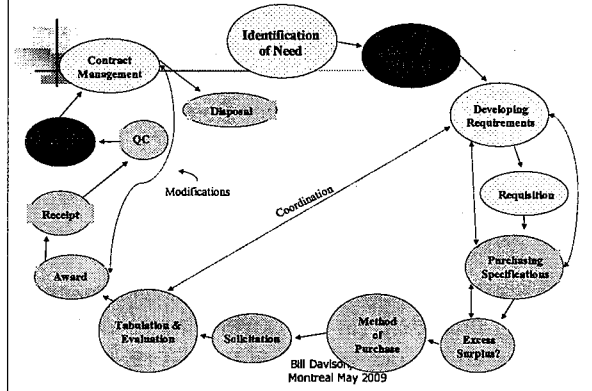 Identification
of Need
Contract
Management
Disposal
Developing
Requirements
QC
Modifications
Coordination
Requisition
Receipt
Purchasing
Specifications
Award
Tabulation &
Evaluation
Solicitation
Method
of
Purchase
Excess
Surplus?
Bill Davison,
Montreal May 2009